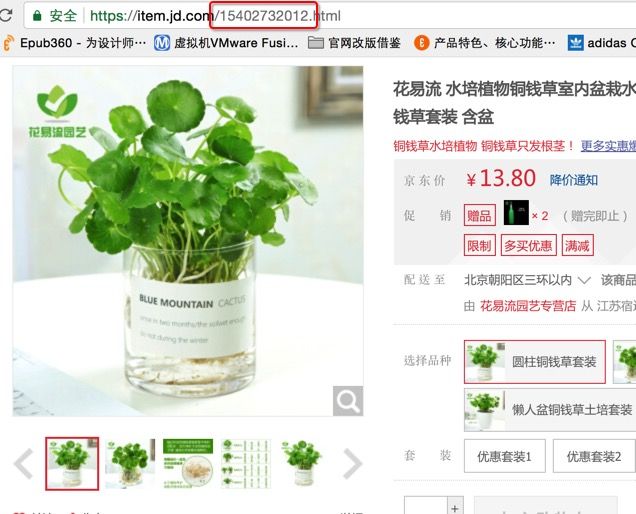 安全 | https://item.jd.com/15402732012.html
Epub360 - 为设计师… 虚拟机VMware Fusi… 官网改版借鉴 产品特色、核心功能… adidas C
花易流园艺
BLUE MOUNTAIN CACTUS
once in two months/the soilwet enough
do not during the winter
花易流 水培植物铜钱草室内盆栽水
钱草套装 含盆
铜钱草水培植物 铜钱草只发根茎！ 更多实惠
京东价 ￥13.80 降价通知
促销 赠品 × 2 （赠完即止）
限制 多买优惠 满减
配送至 北京朝阳区三环以内 该商品
由 花易流园艺专营店 从 江苏宿
选择品种 圆柱铜钱草套装
懒人盆铜钱草土培套装
套装 优惠套装1 优惠套装2
+